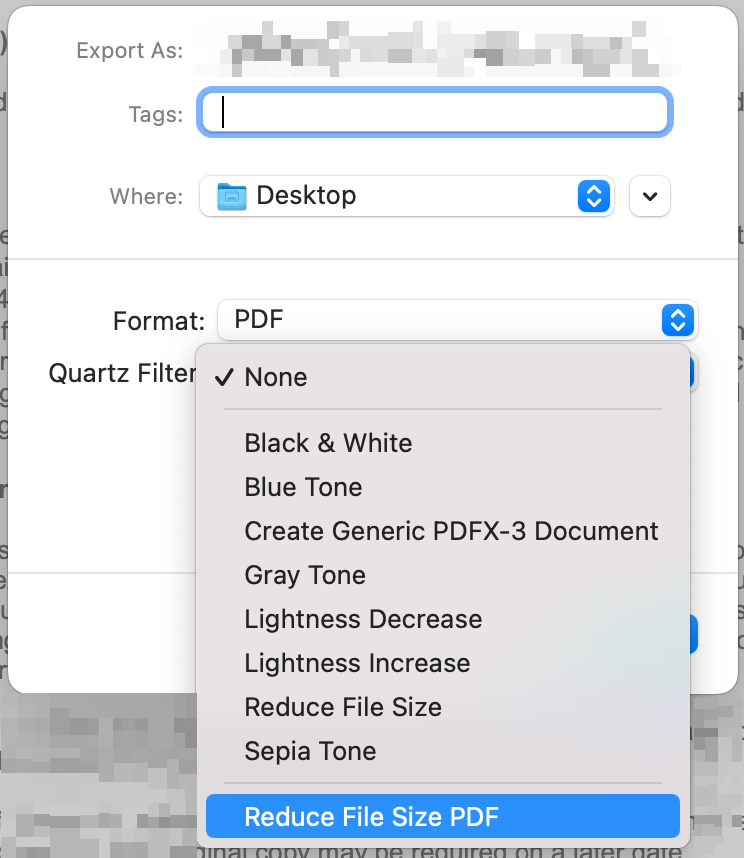 Export As:
Tags:
Where: Desktop
Format: PDF
Quartz Filter
None
Black & White
Blue Tone
Create Generic PDFX-3 Document
Gray Tone
Lightness Decrease
Lightness Increase
Reduce File Size
Sepia Tone
Reduce File Size PDF
copy may be required on a later date